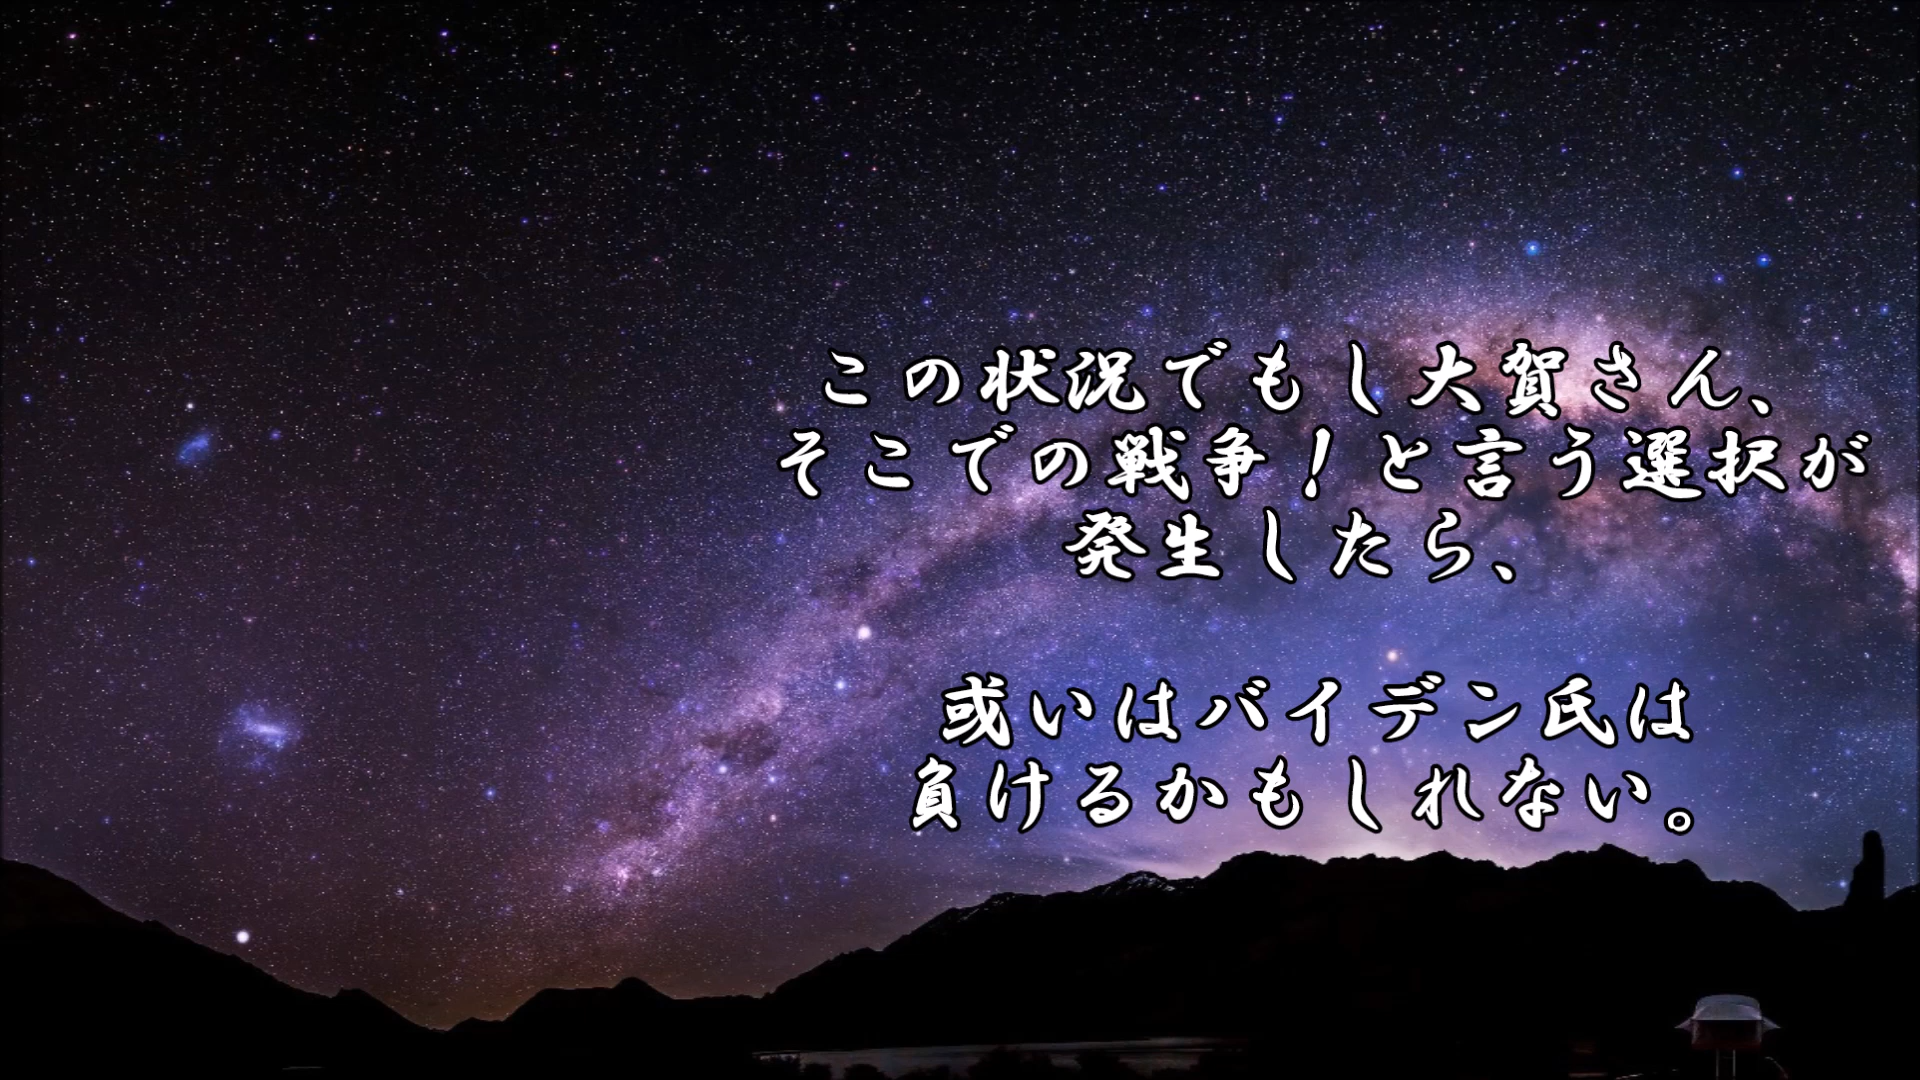 この状況でもし大賀さん、
そこでの戦争！と言う選択が
発生したら、
或いはバイデン氏は
負けるかもしれない。